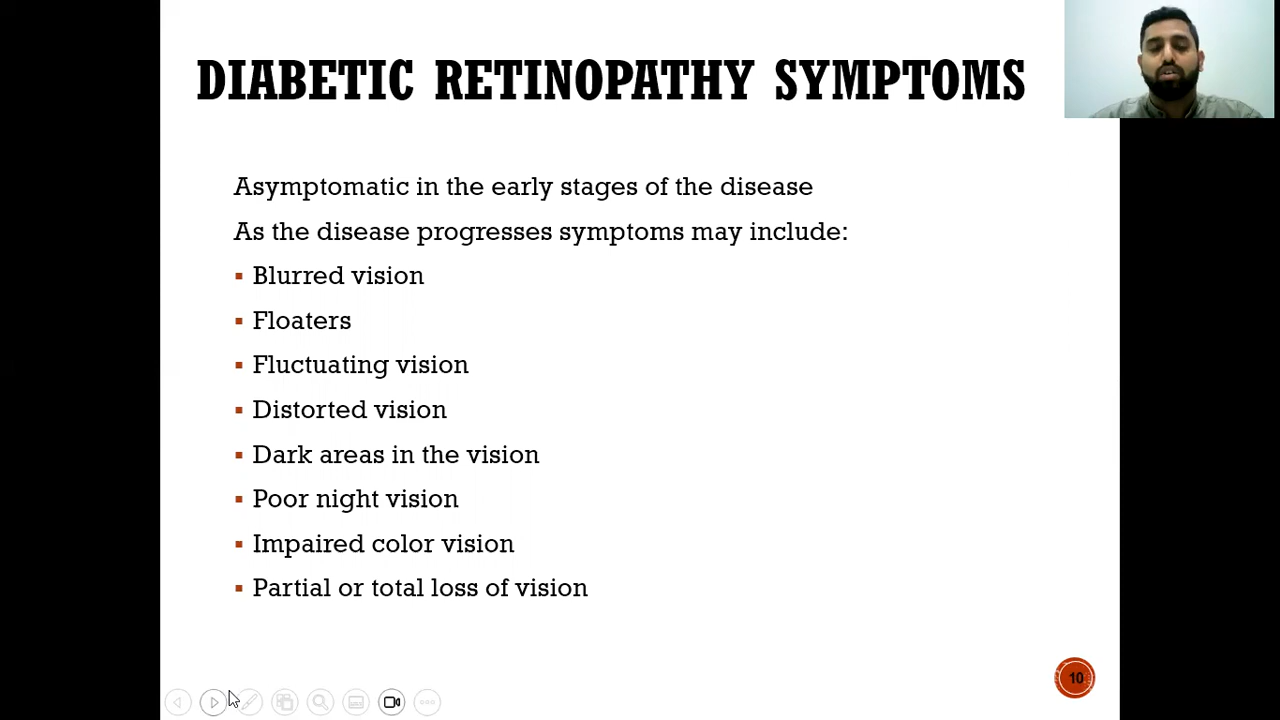 DIABETIC RETINOPATHY SYMPTOMS
Asymptomatic in the early stages of the disease
As the disease progresses symptoms may include:
▪ Blurred vision
▪ Floaters
▪ Fluctuating vision
▪ Distorted vision
▪ Dark areas in the vision
▪ Poor night vision
▪ Impaired color vision
▪ Partial or total loss of vision
10